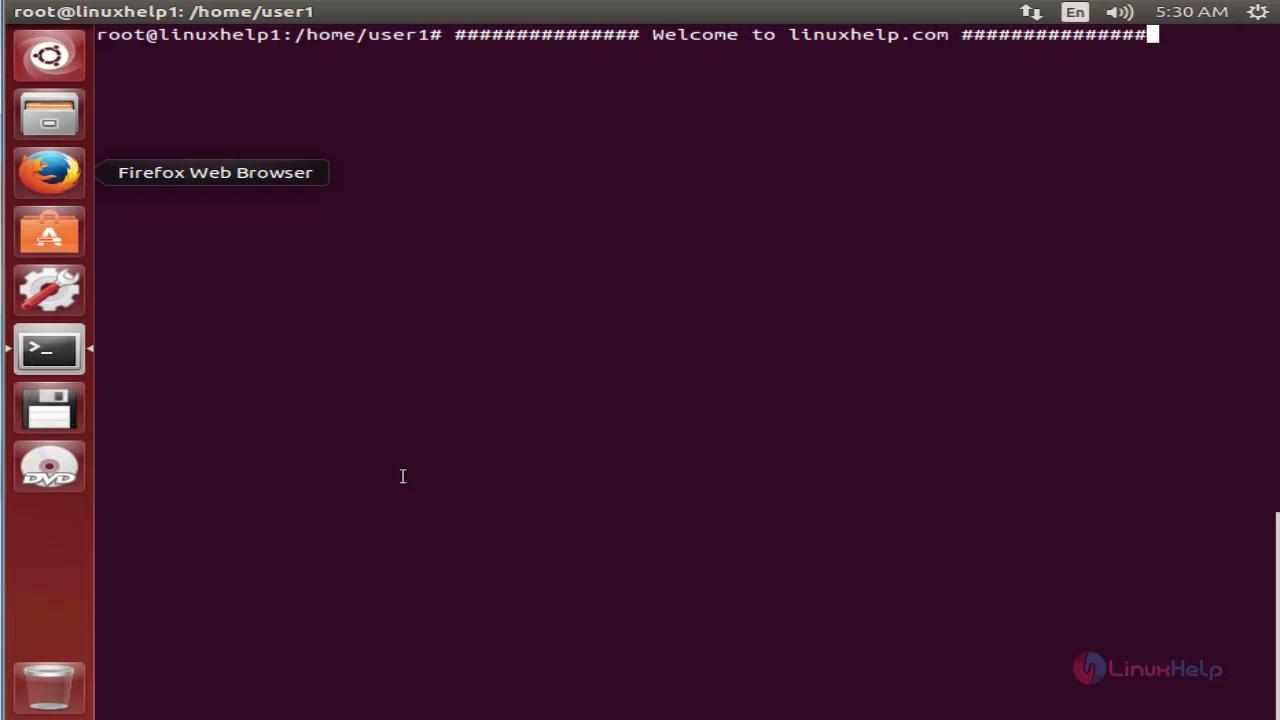 root@linuxhelp1: /home/user1
En
5:30 AM
root@linuxhelp1:/home/user1# ############### Welcome to linuxhelp.com ###############
Firefox Web Browser
A
>_
DVD
LinuxHelp